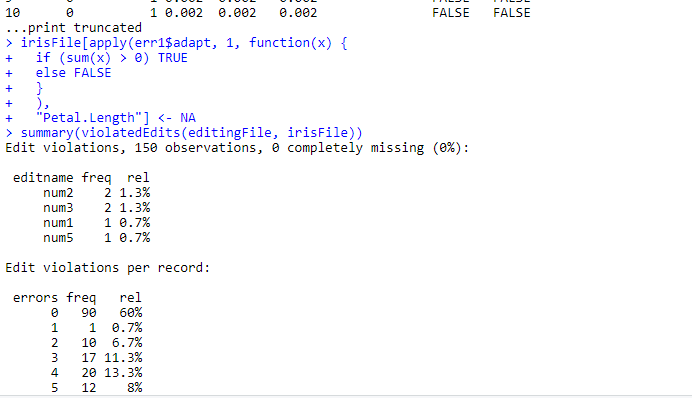 10 0 1 0.002 0.002 0.002 FALSE FALSE
...print truncated
> irisFile[apply(err1$adapt, 1, function(x) {
+ if (sum(x) > 0) TRUE
+ else FALSE
+ }
+ ),
+ "Petal.Length"] <- NA
> summary(violatedEdits(editingFile, irisFile))
Edit violations, 150 observations, 0 completely missing (0%):
editname freq rel
num2 2 1.3%
num3 2 1.3%
num1 1 0.7%
num5 1 0.7%
Edit violations per record:
errors freq rel
0 90 60%
1 1 0.7%
2 10 6.7%
3 17 11.3%
4 20 13.3%
5 12 8%